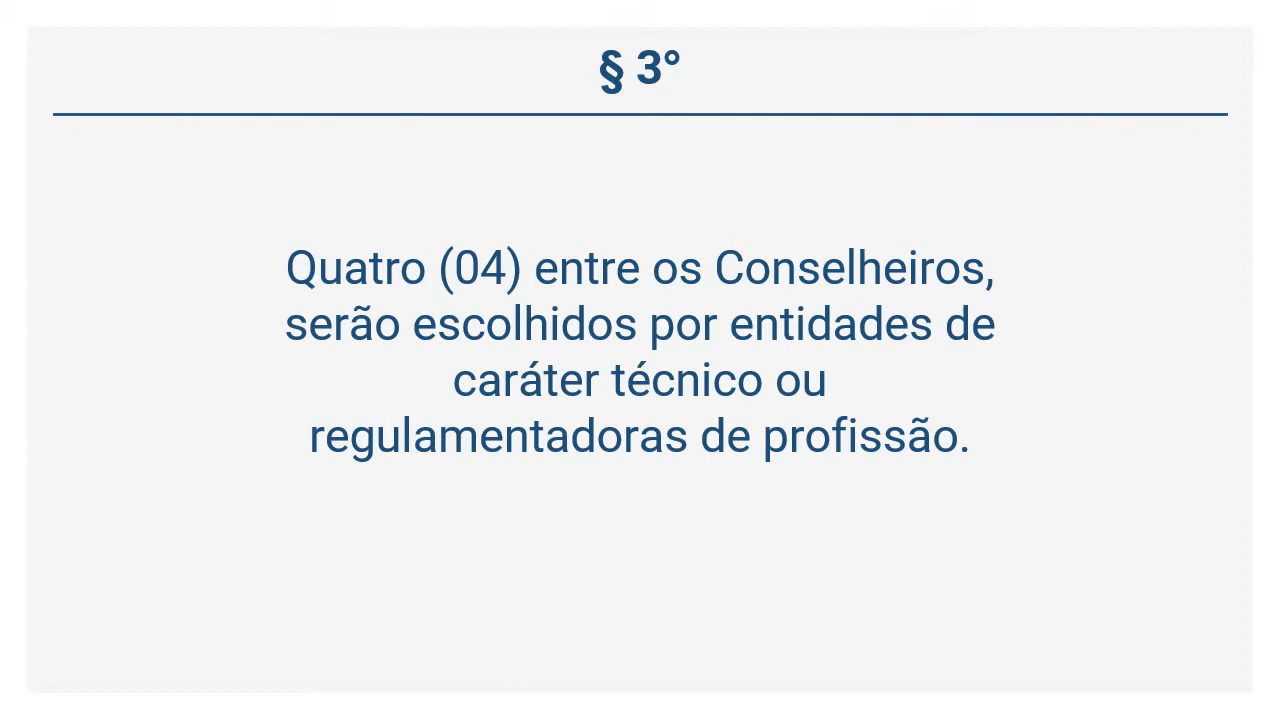 § 3°
Quatro (04) entre os Conselheiros,
serão escolhidos por entidades de
caráter técnico ou
regulamentadoras de profissão.